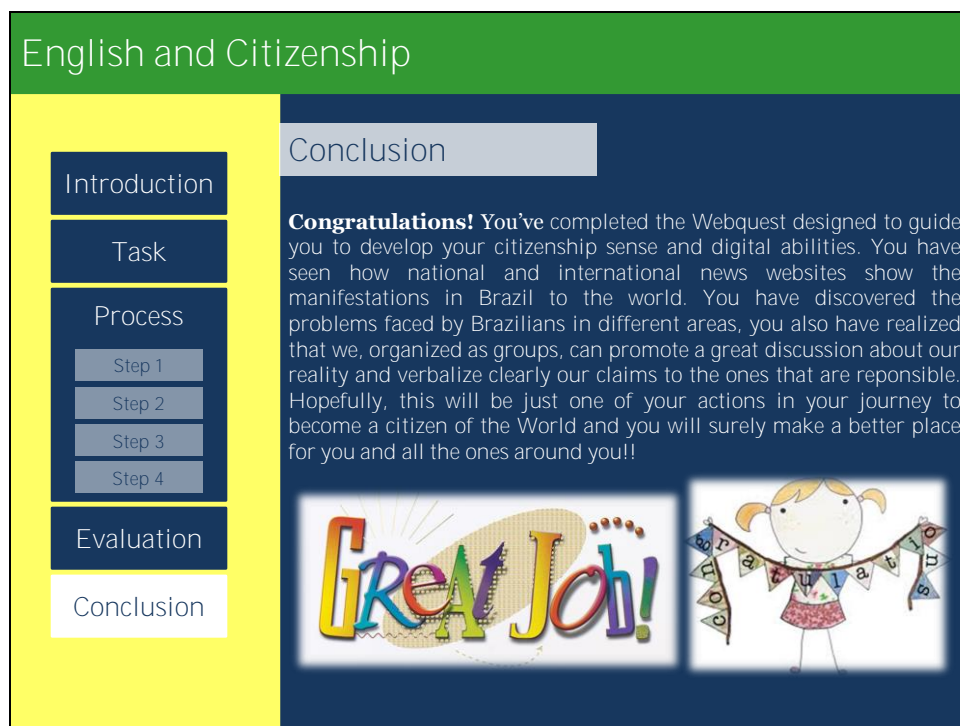 English and Citizenship
Introduction
Task
Process
Step 1
Step 2
Step 3
Step 4
Evaluation
Conclusion
Conclusion
Congratulations! You've completed the Webquest designed to guide
you to develop your citizenship sense and digital abilities. You have
seen how national and international news websites show the
manifestations in Brazil to the world. You have discovered the
problems faced by Brazilians in different areas, you also have realized
that we, organized as groups, can promote a great discussion about our
reality and verbalize clearly our claims to the ones that are reponsible.
Hopefully, this will be just one of your actions in your journey to
become a citizen of the World and you will surely make a better place
for you and all the ones around you!!
GREAT JOB!
congratulations